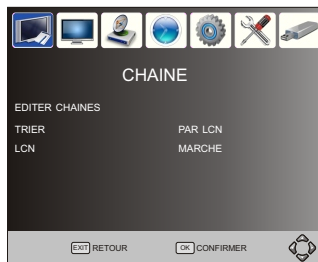 CHAINE
EDITER CHAINES
TRIER PAR LCN
LCN MARCHE
EXIT RETOUR OK CONFIRMER